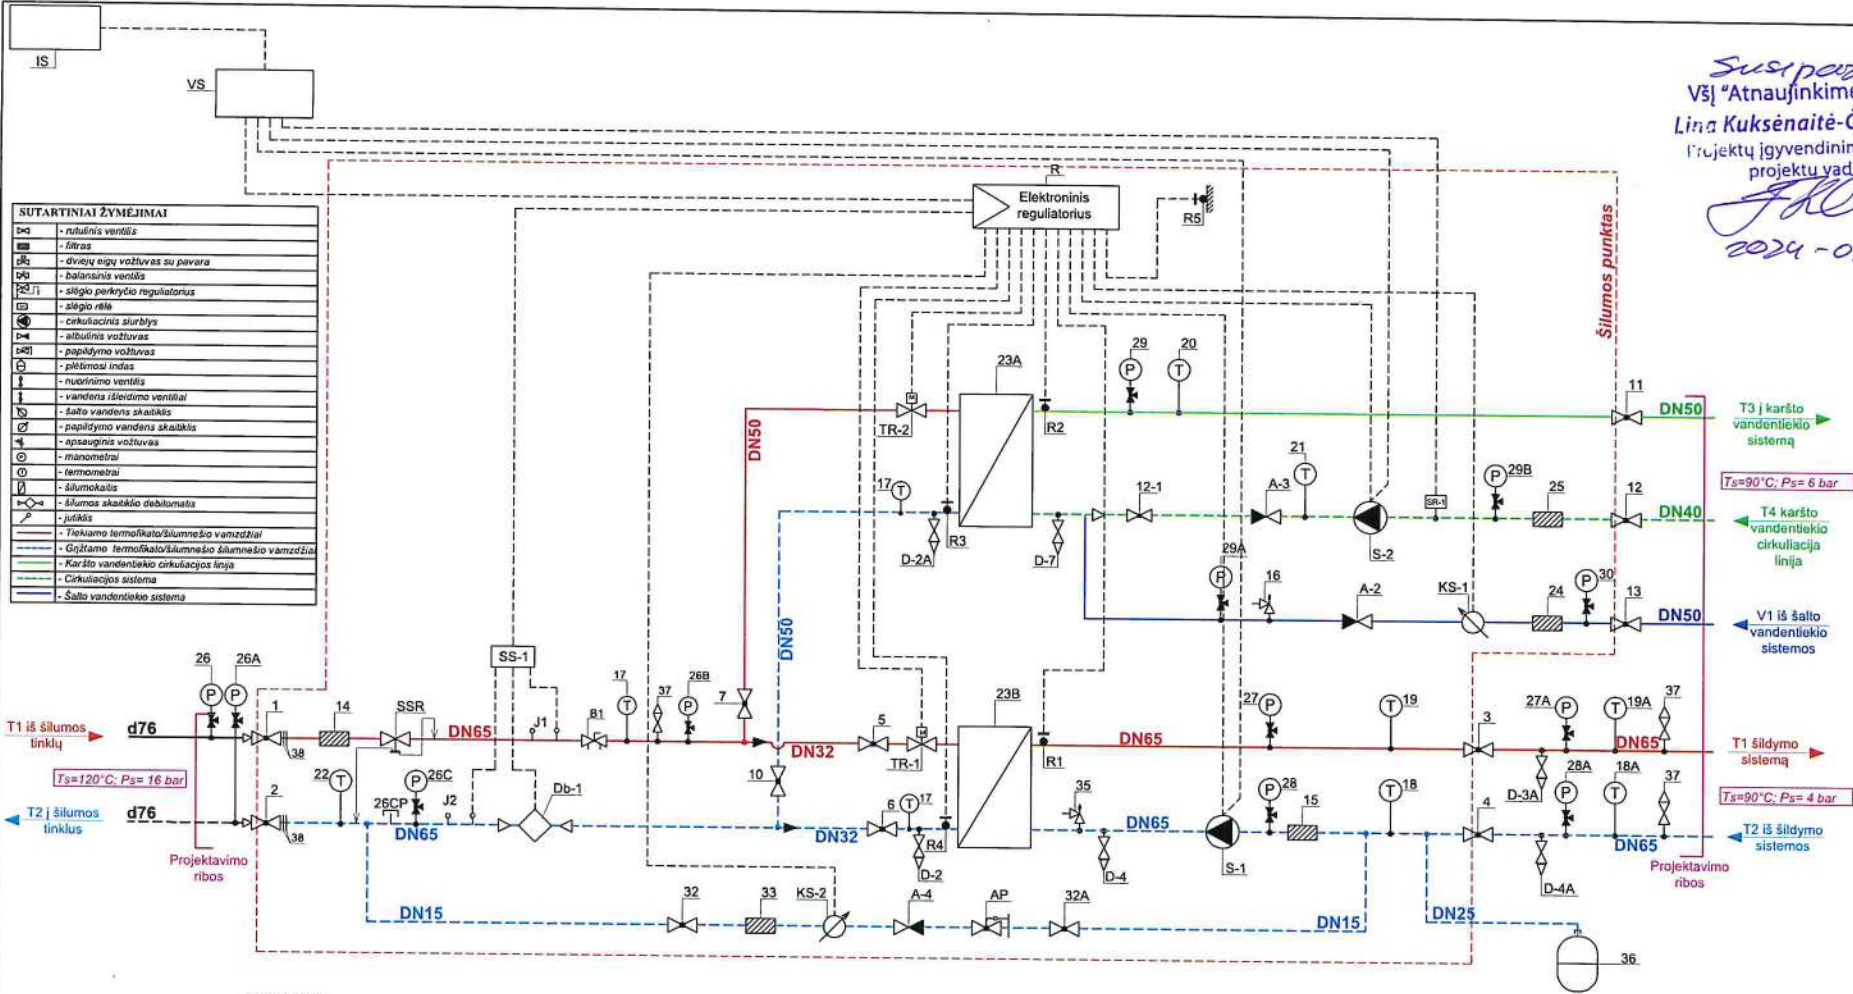 IS
VS
Všį "Atnaujinkime
Lina Kuksėnaitė-Č
Projektų įgyvendinim
projektų vad
2024-0
SUTARTINIAI ŽYMĖJIMAI
- rutulinis ventilis
- filtras
- dviejų eigų vožtuvas su pavara
- balansinis ventilis
- slėgio perkryčio reguliatorius
- slėgio rėlė
- cirkuliacinis siurblys
- atbulinis vožtuvas
- papildymo vožtuvas
- plėtimosi indas
- nuorinimo ventilis
- vandens išleidimo ventiliai
- šalto vandens skaitiklis
- papildymo vandens skaitiklis
- apsauginis vožtuvas
- manometrai
- termometrai
- šilumokaitis
- šilumos skaitiklio debitomatis
- jutiklis
- Tiekiamo termofikato/šilumnešio vamzdžiai
- Grįžtamo termofikato/šilumnešio šilumnešio vamzdžiai
- Karšto vandentiekio cirkuliacijos linija
- Cirkuliacijos sistema
- Šalto vandentiekio sistema
R
Elektroninis
reguliatorius
R5
Šilumos punktas
23A
29
P
20
T
M
TR-2
DN50
R2
11
DN50
T3 į karšto
vandentiekio
sistemą
17
T
D-2A
R3
D-7
12-1
A-3
21
T
S-2
SR-1
29B
P
25
12
DN40
Ts=90°C; Ps= 6 bar
T4 karšto
vandentiekio
cirkuliacija
linija
DN50
29A
P
16
A-2
KS-1
24
30
P
13
DN50
V1 iš šalto
vandentiekio
sistemos
SS-1
26
P
26A
P
T1 iš šilumos
tinklų
d76
1
38
14
SSR
DN65
J1
B1
17
T
37
26B
P
7
DN32
5
M
TR-1
23B
R1
DN65
27
P
19
T
3
27A
P
19A
T
37
DN65
T1 šildymo
sistemą
Ts=120°C; Ps= 16 bar
T2 į šilumos
tinklus
d76
2
38
22
T
26CP
26C
P
DN65
J2
Db-1
10
DN32
6
17
T
R4
D-2
35
D-4
DN65
S-1
28
P
15
18
T
4
D-3A
28A
P
18A
T
37
D-4A
DN65
Ts=90°C; Ps= 4 bar
T2 iš šildymo
sistemos
Projektavimo
ribos
Projektavimo
ribos
DN15
32
33
KS-2
A-4
AP
32A
DN15
DN25
36